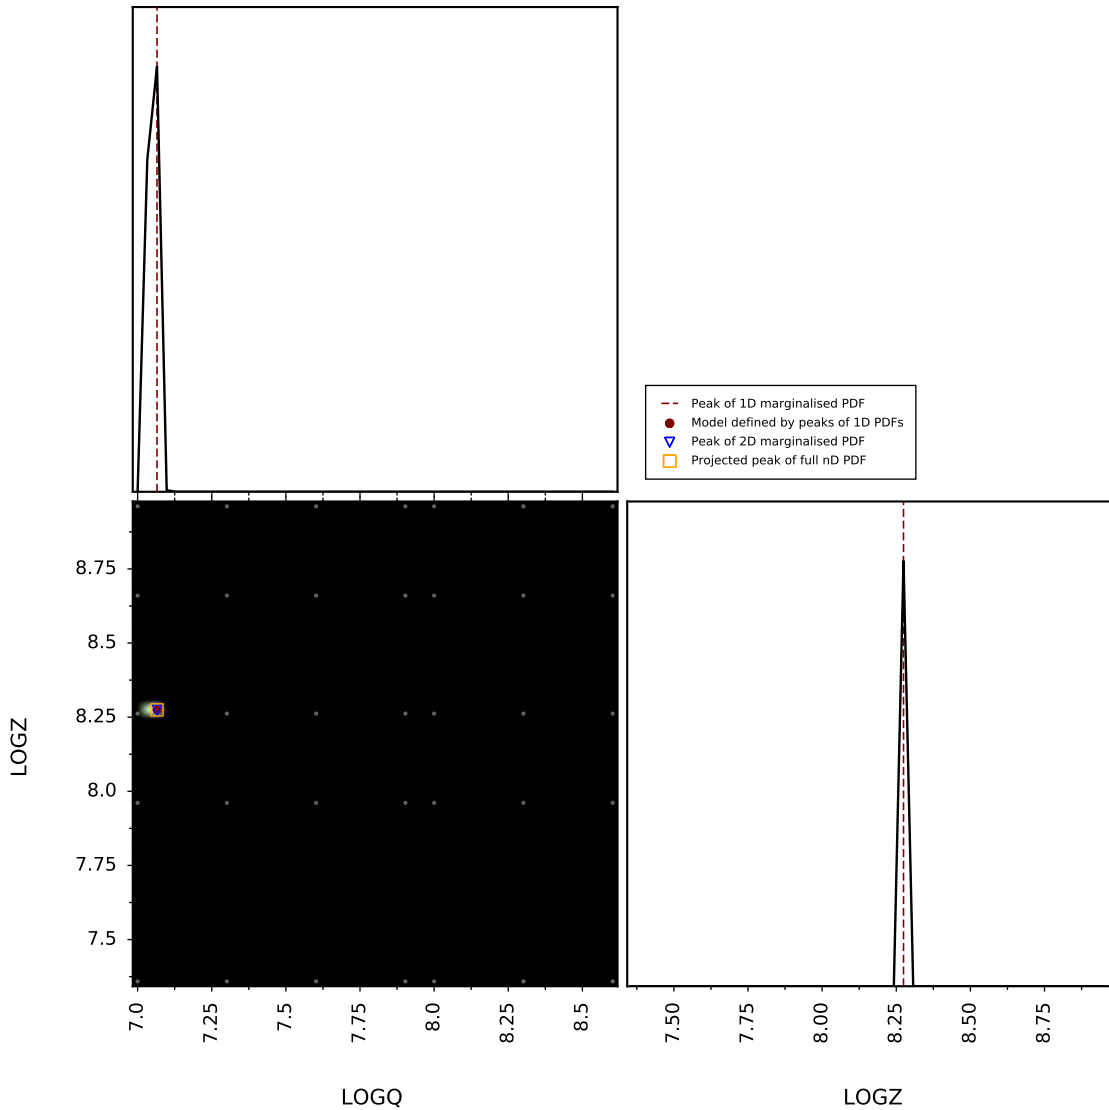 Peak of 1D marginalised PDF
Model defined by peaks of 1D PDFs
Peak of 2D marginalised PDF
Projected peak of full nD PDF
LOGZ
8.75
8.5
8.25
8.0
7.75
7.5
7.0 7.25 7.5 7.75 8.0 8.25 8.5
7.50 7.75 8.00 8.25 8.50 8.75
LOGQ
LOGZ